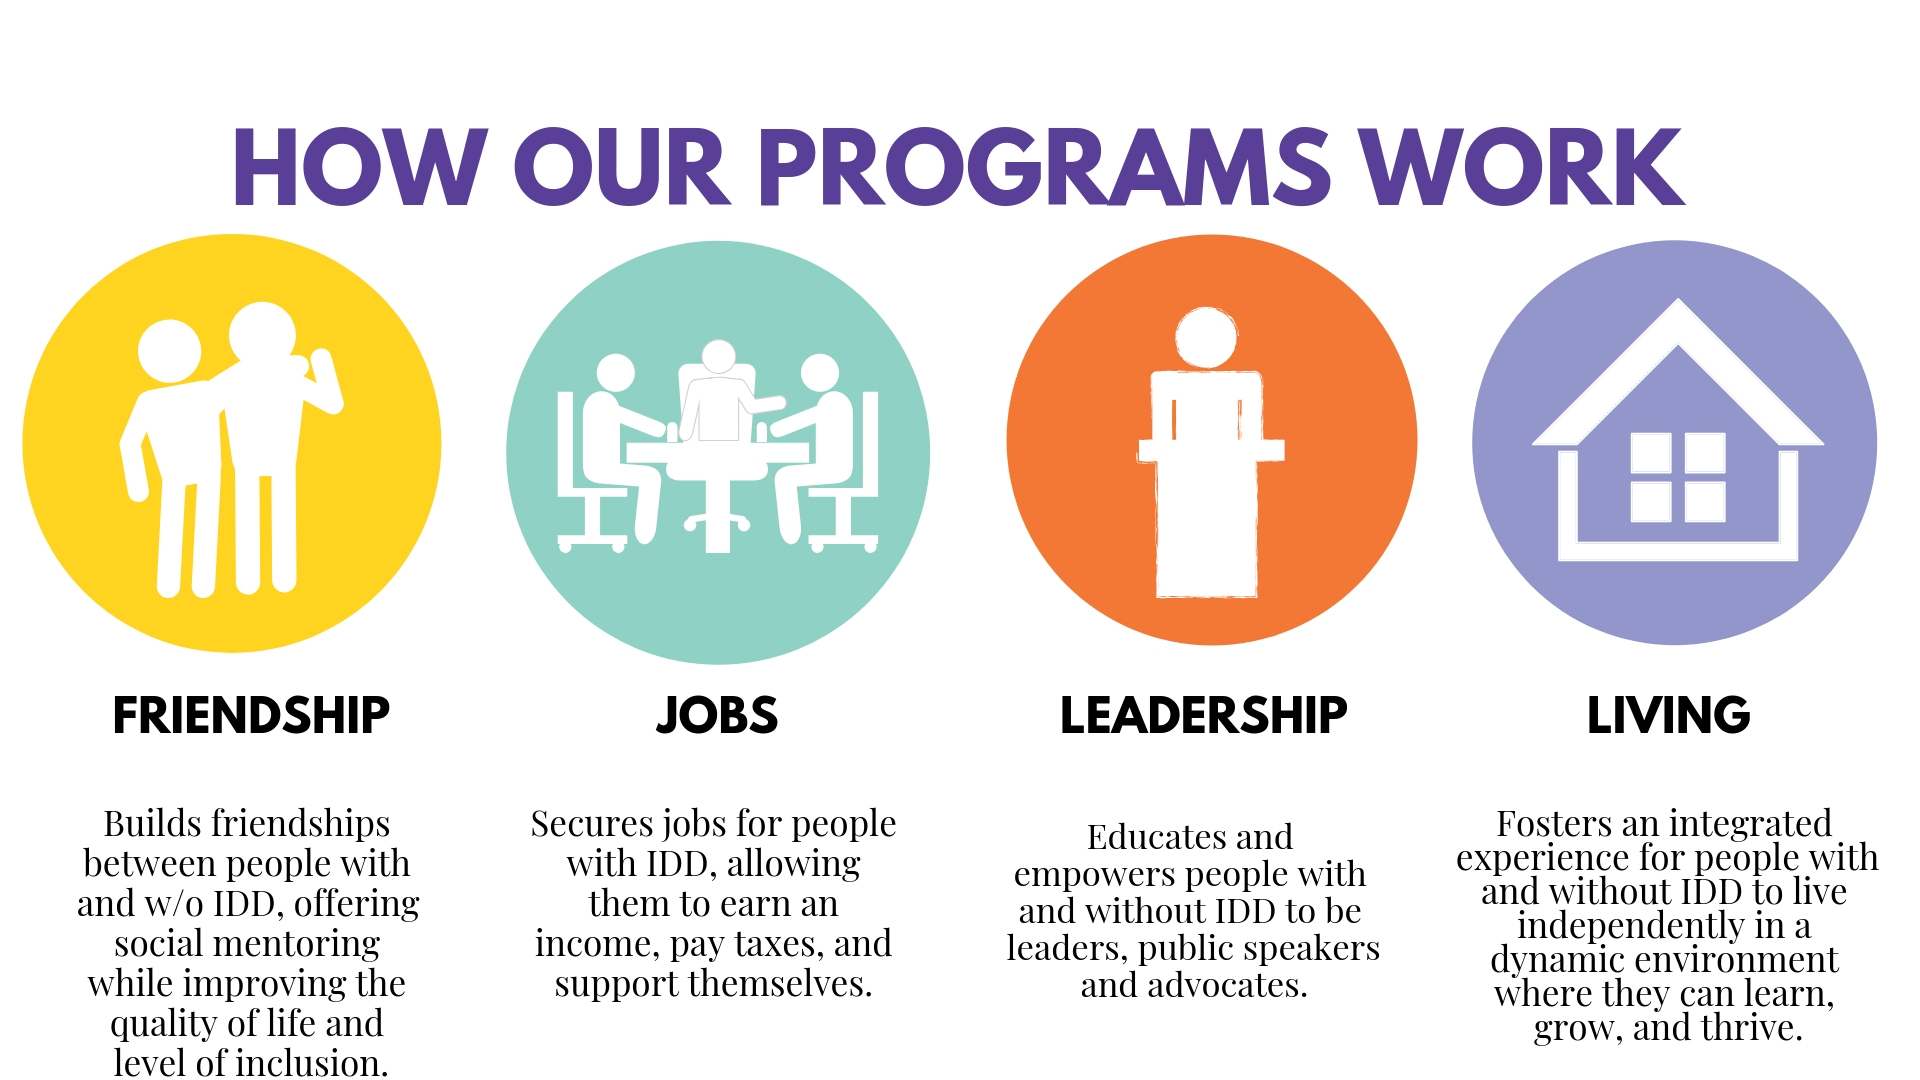 HOW OUR PROGRAMS WORK
FRIENDSHIP
Builds friendships
between people with
and w/o IDD, offering
social mentoring
while improving the
quality of life and
level of inclusion.
JOBS
Secures jobs for people
with IDD, allowing
them to earn an
income, pay taxes, and
support themselves.
LEADERSHIP
Educates and
empowers people with
and without IDD to be
leaders, public speakers
and advocates.
LIVING
Fosters an integrated
experience for people with
and without IDD to live
independently in a
dynamic environment
where they can learn,
grow, and thrive.